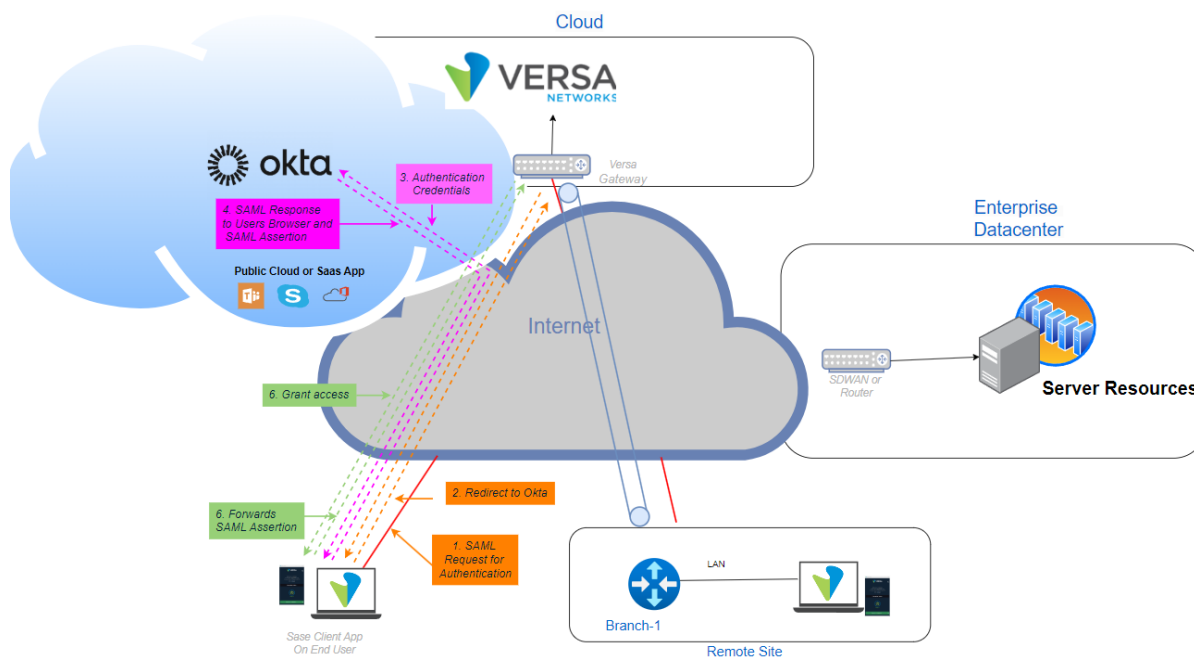 Cloud
VERSA
NETWORKS
Versa
Gateway
okta
3. Authentication
Credentials
4. SAML Response
to Users Browser and
SAML Assertion
Public Cloud or Saas App
Enterprise
Datacenter
Internet
SDWAN or
Router
Server Resources
6. Grant access
2. Redirect to Okta
6. Forwards
SAML Assertion
1. SAML
Request for
Authentication
LAN
Branch-1
Sase Client App
On End User
Remote Site